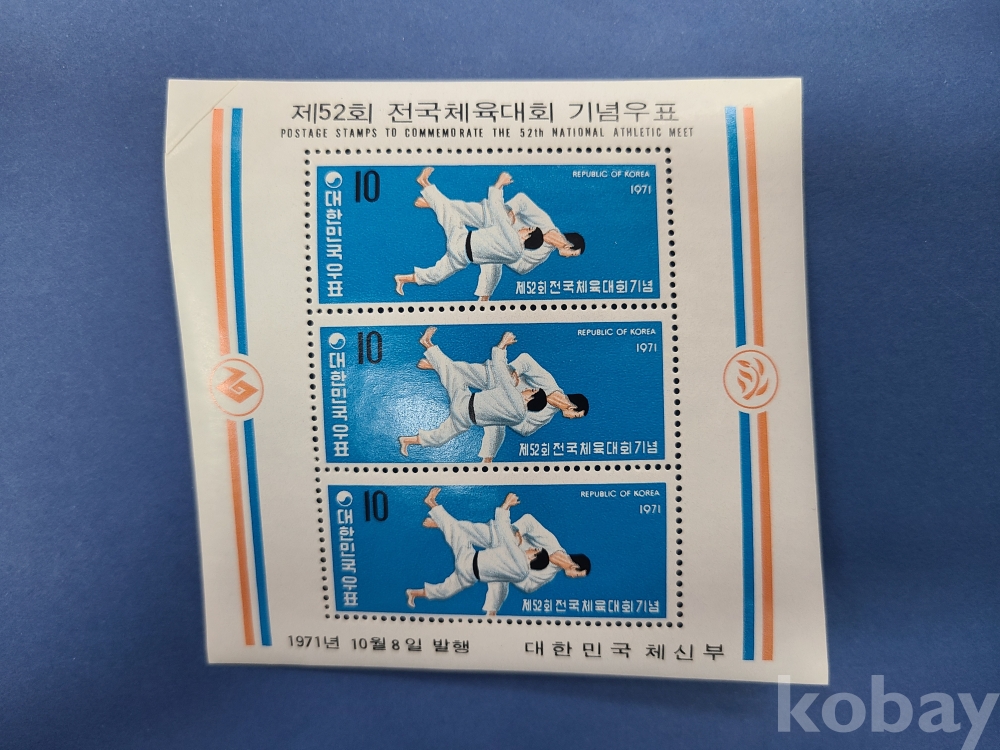 제52회 전국체육대회 기념우표
POSTAGE STAMPS TO COMMEMORATE THE 52th NATIONAL ATHLETIC MEET
대한민국우표
10
REPUBLIC OF KOREA
1971
제52회전국체육대회기념
대한민국우표
10
REPUBLIC OF KOREA
1971
제52회전국체육대회기념
대한민국우표
10
REPUBLIC OF KOREA
1971
제52회전국체육대회기념
1971년 10월 8일 발행
대한민국 체신부
kobay